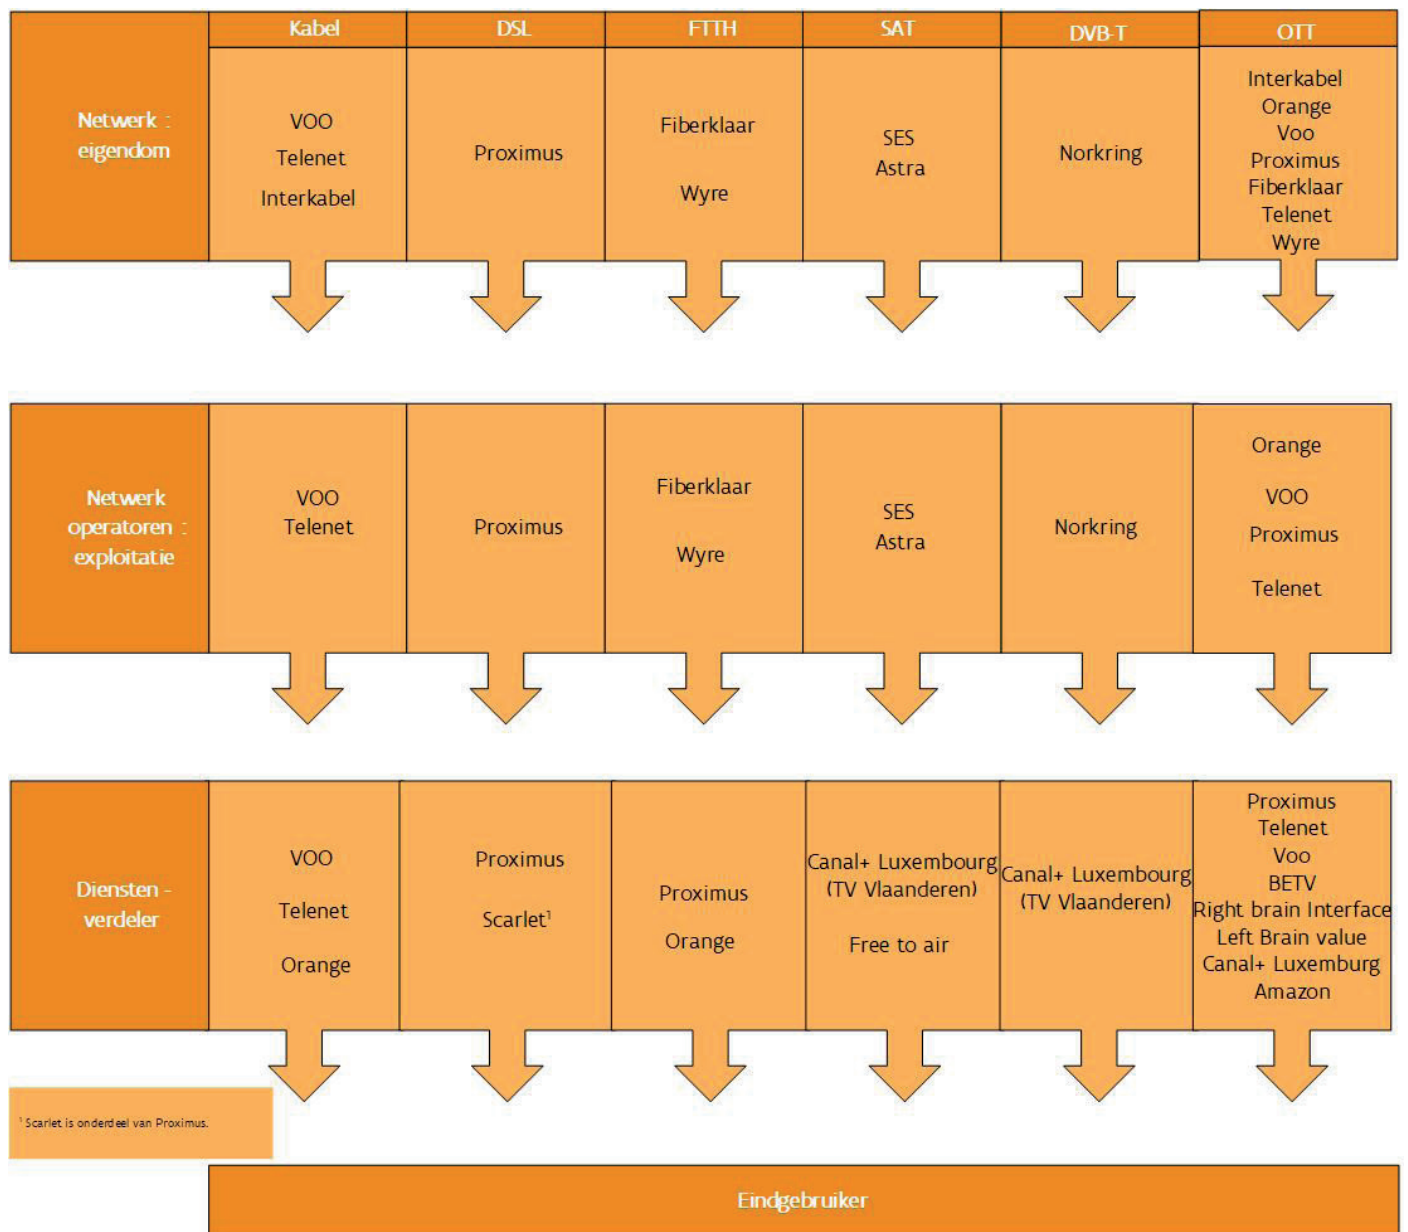 Kabel
DSL
FTTH
SAT
DVB-T
OTT
Netwerk :
eigendom
VOO
Telenet
Interkabel
Proximus
Fiberklaar
Wyre
SES
Astra
Norkring
Interkabel
Orange
Voo
Proximus
Fiberklaar
Telenet
Wyre
Netwerk
operatoren :
exploitatie
VOO
Telenet
Proximus
Fiberklaar
Wyre
SES
Astra
Norkring
Orange
VOO
Proximus
Telenet
Diensten -
verdeler
VOO
Telenet
Orange
Proximus
Scarlet¹
Proximus
Orange
Canal+ Luxembourg
(TV Vlaanderen)
Free to air
Canal+ Luxembourg
(TV Vlaanderen)
Proximus
Telenet
Voo
BETV
Right brain Interface
Left Brain value
Canal+ Luxemburg
Amazon
¹ Scarlet is onderdeel van Proximus.
Eindgebruiker